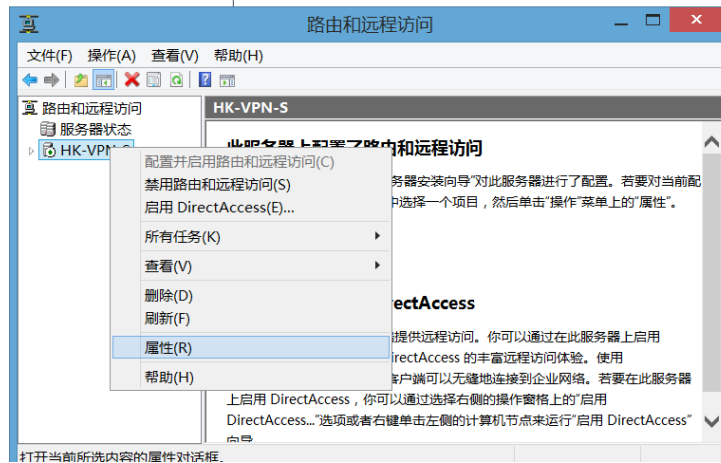 路由和远程访问
文件(F) 操作(A) 查看(V) 帮助(H)
路由和远程访问
服务器状态
HK-VPN-S
HK-VPN-S
此服务器上配置了路由和远程访问
务器安装向导”对此服务器进行了配置。若要对当前配
选择一个项目，然后单击“操作”菜单上的“属性”。
配置并启用路由和远程访问(C)
禁用路由和远程访问(S)
启用 DirectAccess(E)...
所有任务(K)
查看(V)
删除(D)
刷新(F)
属性(R)
帮助(H)
ectAccess
提供远程访问。你可以通过在此服务器上启用
irectAccess 的丰富远程访问体验。使用
客户端可以无缝地连接到企业网络。若要在此服务器
上启用 DirectAccess，你可以通过选择右侧的操作窗格上的“启用
DirectAccess...”选项或者右键单击左侧的计算机节点来运行“启用 DirectAccess”
向导
打开当前所选内容的属性对话框。